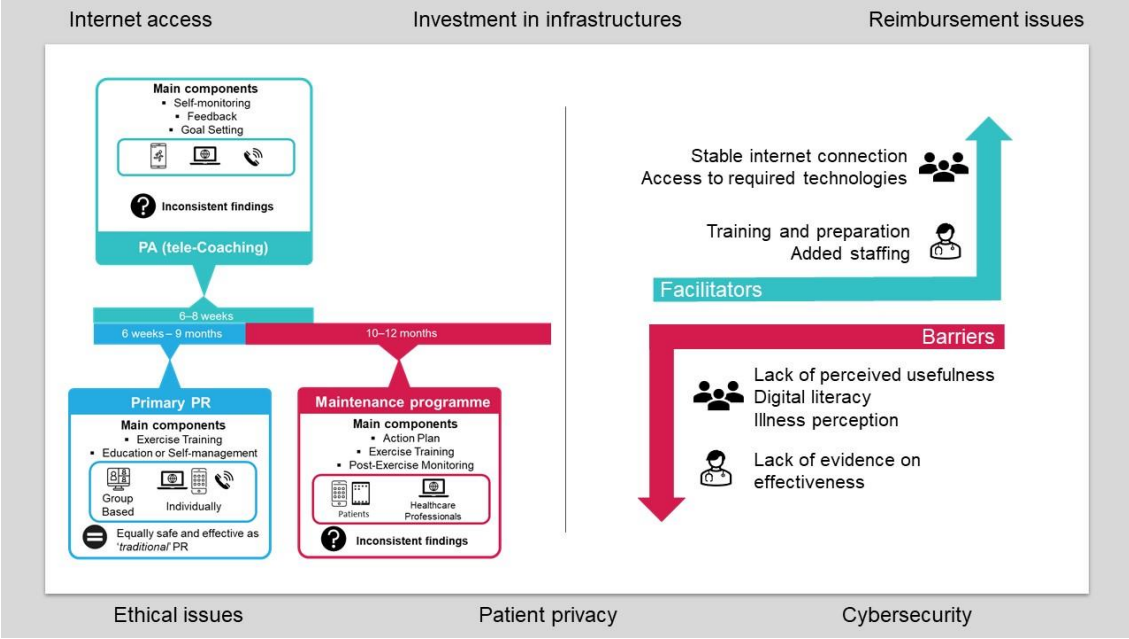 Internet access
Investment in infrastructures
Reimbursement issues
Main components
▪ Self-monitoring
▪ Feedback
▪ Goal Setting
? Inconsistent findings
PA (tele-Coaching)
6–8 weeks
6 weeks – 9 months
10–12 months
Primary PR
Main components
▪ Exercise Training
▪ Education or Self-management
Group
Based
Individually
Equally safe and effective as
'traditional' PR
Maintenance programme
Main components
▪ Action Plan
▪ Exercise Training
▪ Post-Exercise Monitoring
Patients
Healthcare
Professionals
? Inconsistent findings
Stable internet connection
Access to required technologies
Training and preparation
Added staffing
Facilitators
Barriers
Lack of perceived usefulness
Digital literacy
Illness perception
Lack of evidence on
effectiveness
Ethical issues
Patient privacy
Cybersecurity